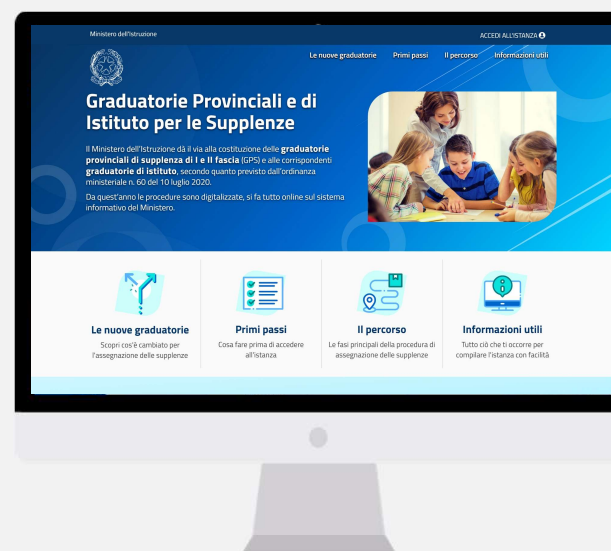 Ministero dell'Istruzione
ACCEDI ALL'ISTANZA
Le nuove graduatorie Primi passi Il percorso Informazioni utili
Graduatorie Provinciali e di
Istituto per le Supplenze
Il Ministero dell'Istruzione dà il via alla costituzione delle graduatorie
provinciali di supplenza di I e II fascia (GPS) e alle corrispondenti
graduatorie di istituto, secondo quanto previsto dall'ordinanza
ministeriale n. 60 del 10 luglio 2020.
Da quest'anno le procedure sono digitalizzate, si fa tutto online sul sistema
informativo del Ministero.
Le nuove graduatorie
Scopri cos'è cambiato per
l'assegnazione delle supplenze
Primi passi
Cosa fare prima di accedere
all'istanza
Il percorso
Le fasi principali della procedura di
assegnazione delle supplenze
Informazioni utili
Tutto ciò che ti occorre per
compilare l'istanza con facilità